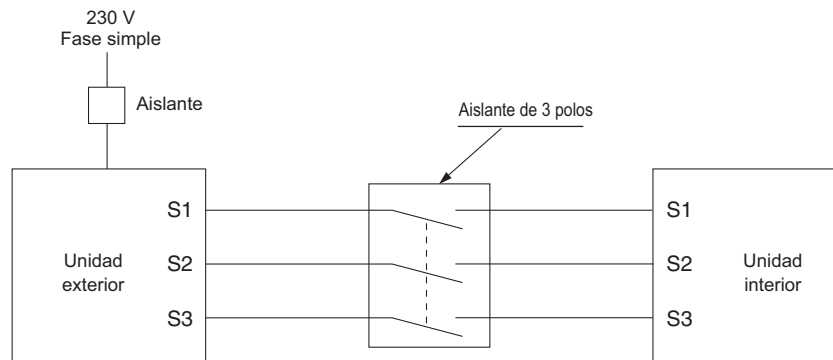 230 V
Fase simple
Aislante
Aislante de 3 polos
S1
S1
Unidad
exterior
S2
S2
Unidad
interior
S3
S3